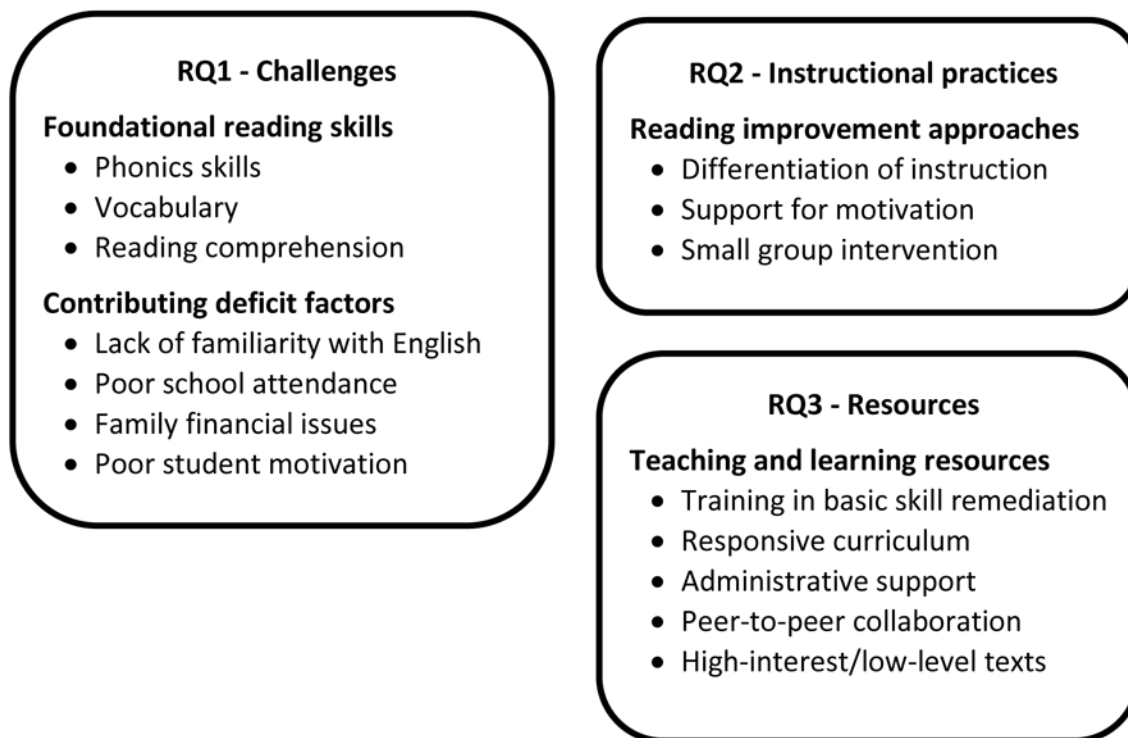 RQ1 - Challenges
Foundational reading skills
• Phonics skills
• Vocabulary
• Reading comprehension
Contributing deficit factors
• Lack of familiarity with English
• Poor school attendance
• Family financial issues
• Poor student motivation
RQ2 - Instructional practices
Reading improvement approaches
• Differentiation of instruction
• Support for motivation
• Small group intervention
RQ3 - Resources
Teaching and learning resources
• Training in basic skill remediation
• Responsive curriculum
• Administrative support
• Peer-to-peer collaboration
• High-interest/low-level texts